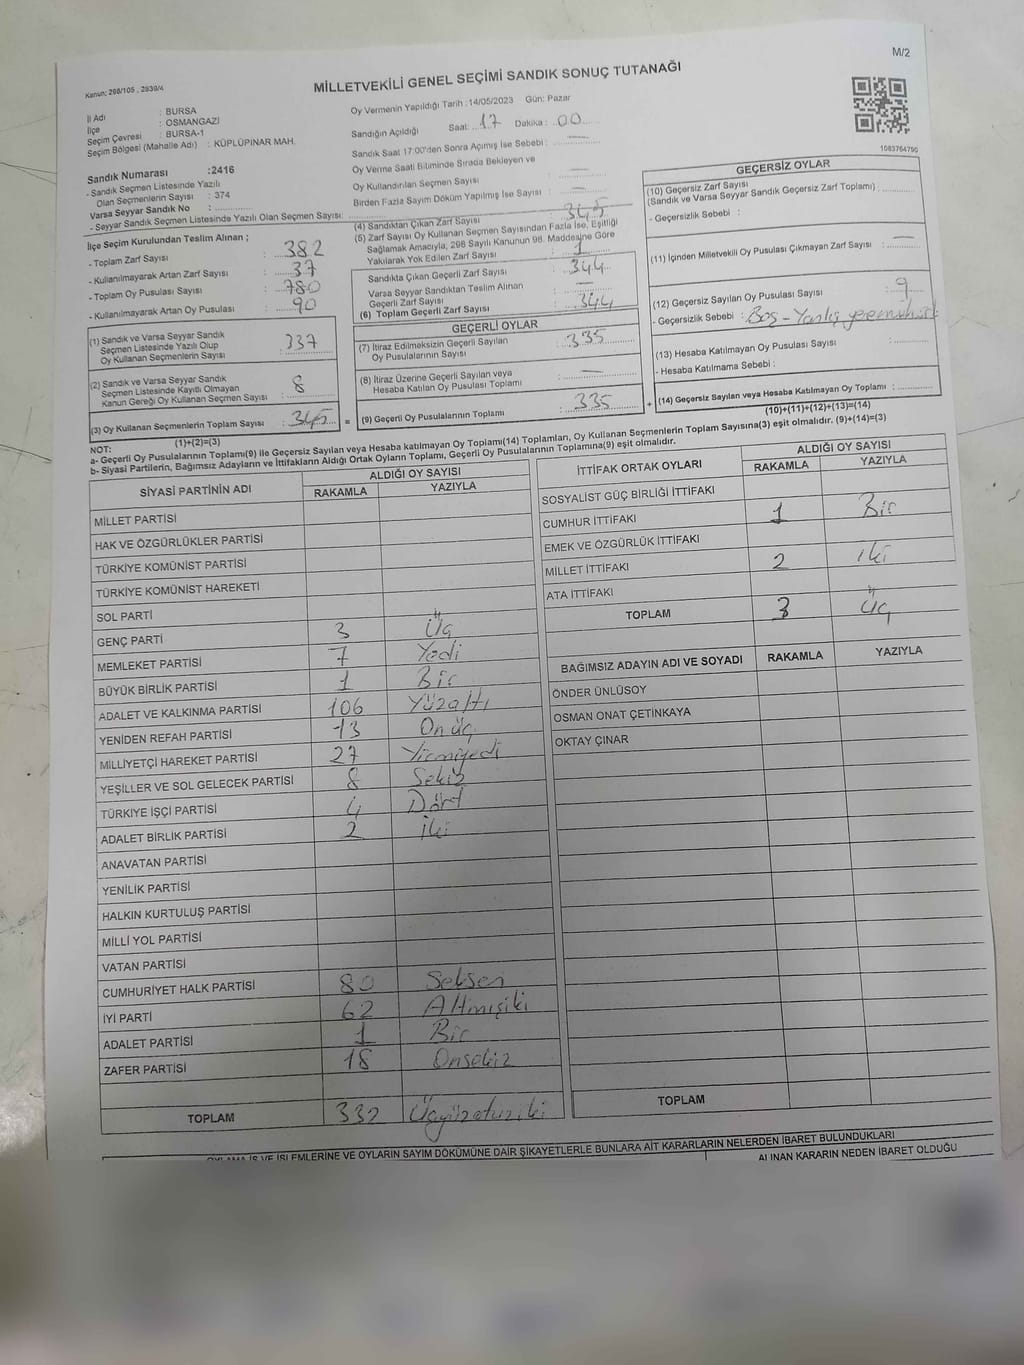 M/2
Kanun: 298/105 , 2839/4
MİLLETVEKİLİ GENEL SEÇİMİ SANDIK SONUÇ TUTANAĞI
İl Adı : BURSA
İlçe : OSMANGAZİ
Seçim Çevresi : BURSA-1
Seçim Bölgesi (Mahalle Adı) : KÜPLÜPINAR MAH.
Oy Vermenin Yapıldığı Tarih :14/05/2023 Gün: Pazar
Sandığın Açıldığı Saat: 17 Dakika : 00
Sandık Saat 17:00'den Sonra Açımış İse Sebebi : —
Oy Verme Saati Bitiminde Sırada Bekleyen ve
Oy Kullandırılan Seçmen Sayısı —
Birden Fazla Sayım Döküm Yapılmış İse Sayısı : —
Sandık Numarası :2416
- Sandık Seçmen Listesinde Yazılı
Olan Seçmenlerin Sayısı : 374
Varsa Seyyar Sandık No :
- Seyyar Sandık Seçmen Listesinde Yazılı Olan Seçmen Sayısı:
İlçe Seçim Kurulundan Teslim Alınan ;
- Toplam Zarf Sayısı : 382
- Kullanılmayarak Artan Zarf Sayısı : 37
- Toplam Oy Pusulası Sayısı : 780
- Kullanılmayarak Artan Oy Pusulası : 90
(1) Sandık ve Varsa Seyyar Sandık
Seçmen Listesinde Yazılı Olup
Oy Kullanan Seçmenlerin Sayısı : 337
(2) Sandık ve Varsa Seyyar Sandık
Seçmen Listesinde Kayıtlı Olmayan
Kanun Gereği Oy Kullanan Seçmen Sayısı : 8
(3) Oy Kullanan Seçmenlerin Toplam Sayısı : 345 =
(1)+(2)=(3)
(4) Sandıktan Çıkan Zarf Sayısı 345
(5) Zarf Sayısı Oy Kullanan Seçmen Sayısından Fazla İse, Eşitliği
Sağlamak Amacıyla, 298 Sayılı Kanunun 98. Maddesine Göre
Yakılarak Yok Edilen Zarf Sayısı : 1
Sandıkta Çıkan Geçerli Zarf Sayısı : 344
Varsa Seyyar Sandıktan Teslim Alınan
Geçerli Zarf Sayısı : —
(6) Toplam Geçerli Zarf Sayısı : 344
GEÇERLİ OYLAR
(7) İtiraz Edilmeksizin Geçerli Sayılan
Oy Pusulalarının Sayısı : 335
(8) İtiraz Üzerine Geçerli Sayılan veya
Hesaba Katılan Oy Pusulası Toplamı : —
(9) Geçerli Oy Pusulalarının Toplamı : 335 +
1083764790
GEÇERSİZ OYLAR
(10) Geçersiz Zarf Sayısı
(Sandık ve Varsa Seyyar Sandık Geçersiz Zarf Toplamı) :
- Geçersizlik Sebebi :
(11) İçinden Milletvekili Oy Pusulası Çıkmayan Zarf Sayısı : —
(12) Geçersiz Sayılan Oy Pusulası Sayısı : 9
- Geçersizlik Sebebi : Boş - Yanlış
(13) Hesaba Katılmayan Oy Pusulası Sayısı :
- Hesaba Katılmama Sebebi :
(14) Geçersiz Sayılan veya Hesaba Katılmayan Oy Toplamı :
(10)+(11)+(12)+(13)=(14)
NOT:
a- Geçerli Oy Pusulalarının Toplam(9) ile Geçersiz Sayılan veya Hesaba katılmayan Oy Toplamı(14) Toplamları, Oy Kullanan Seçmenlerin Toplam Sayısına(3) eşit olmalıdır. (9)+(14)=(3)
b- Siyasi Partilerin, Bağımsız Adayların ve İttifakların Aldığı Ortak Oyların Toplamı, Geçerli Oy Pusulalarının Toplamına(9) eşit olmalıdır.
SİYASİ PARTİNİN ADI ALDIĞI OY SAYISI
RAKAMLA YAZIYLA
MİLLET PARTİSİ
HAK VE ÖZGÜRLÜKLER PARTİSİ
TÜRKİYE KOMÜNİST PARTİSİ
TÜRKİYE KOMÜNİST HAREKETİ
SOL PARTİ
GENÇ PARTİ 3 Üç
MEMLEKET PARTİSİ 7 Yedi
BÜYÜK BİRLİK PARTİSİ 1 Bir
ADALET VE KALKINMA PARTİSİ 106 Yüzaltı
YENİDEN REFAH PARTİSİ 13 Onüç
MİLLİYETÇİ HAREKET PARTİSİ 27 Yirmiyedi
YEŞİLLER VE SOL GELECEK PARTİSİ 8 Sekiz
TÜRKİYE İŞÇİ PARTİSİ 4 Dört
ADALET BİRLİK PARTİSİ 2 İki
ANAVATAN PARTİSİ
YENİLİK PARTİSİ
HALKIN KURTULUŞ PARTİSİ
MİLLİ YOL PARTİSİ
VATAN PARTİSİ
CUMHURİYET HALK PARTİSİ 80 Seksen
İYİ PARTİ 62 Altmışiki
ADALET PARTİSİ 1 Bir
ZAFER PARTİSİ 18 Onsekiz
TOPLAM 332 Üçyüzotuziki
İTTİFAK ORTAK OYLARI ALDIĞI OY SAYISI
RAKAMLA YAZIYLA
SOSYALİST GÜÇ BİRLİĞİ İTTİFAKI
CUMHUR İTTİFAKI 1 Bir
EMEK VE ÖZGÜRLÜK İTTİFAKI
MİLLET İTTİFAKI 2 iki
ATA İTTİFAKI
TOPLAM 3 Üç
BAĞIMSIZ ADAYIN ADI VE SOYADI RAKAMLA YAZIYLA
ÖNDER ÜNLÜSOY
OSMAN ONAT ÇETİNKAYA
OKTAY ÇINAR
TOPLAM
İŞLEMLERİNE VE OYLARIN SAYIM DÖKÜMÜNE DAİR ŞİKAYETLERLE BUNLARA AİT KARARLARIN NELERDEN İBARET BULUNDUKLARI
ALINAN KARARIN NEDEN İBARET OLDUĞU